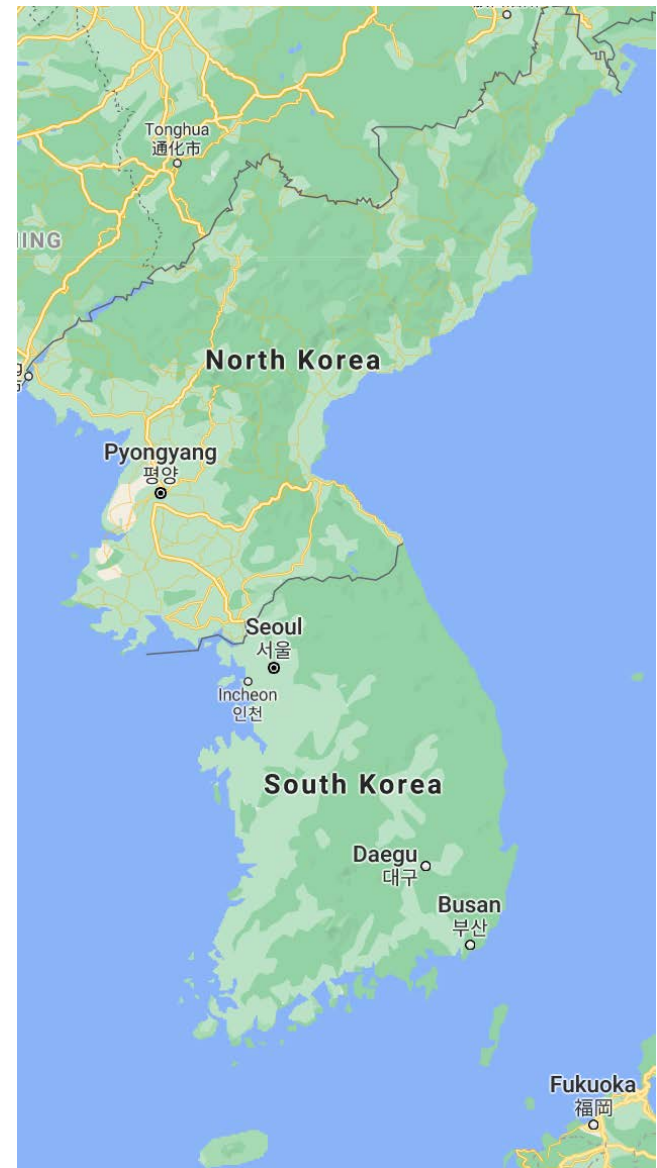 Tonghua
通化市
North Korea
Pyongyang
평양
Seoul
서울
Incheon
인천
South Korea
Daegu
대구
Busan
부산
Fukuoka
福岡